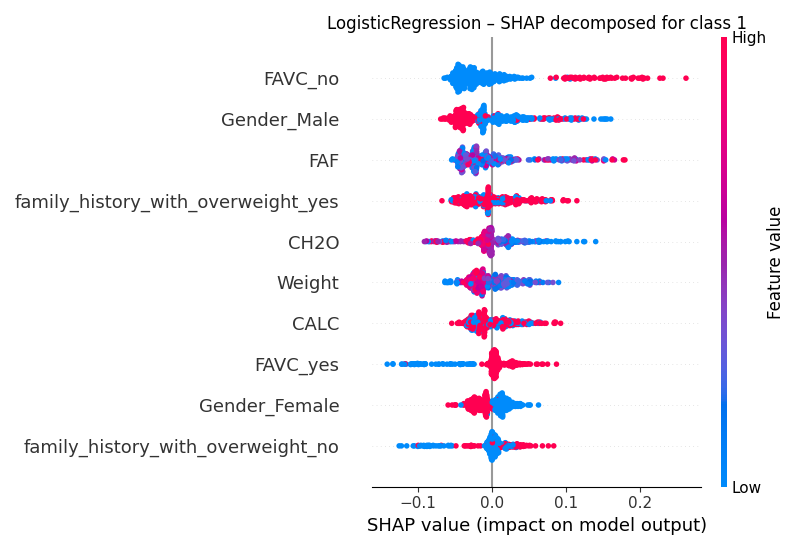 LogisticRegression – SHAP decomposed for class 1
High
FAVC_no
Gender_Male
FAF
family_history_with_overweight_yes
CH2O
Weight
CALC
FAVC_yes
Gender_Female
family_history_with_overweight_no
Feature value
Low
−0.1 0.0 0.1 0.2
SHAP value (impact on model output)